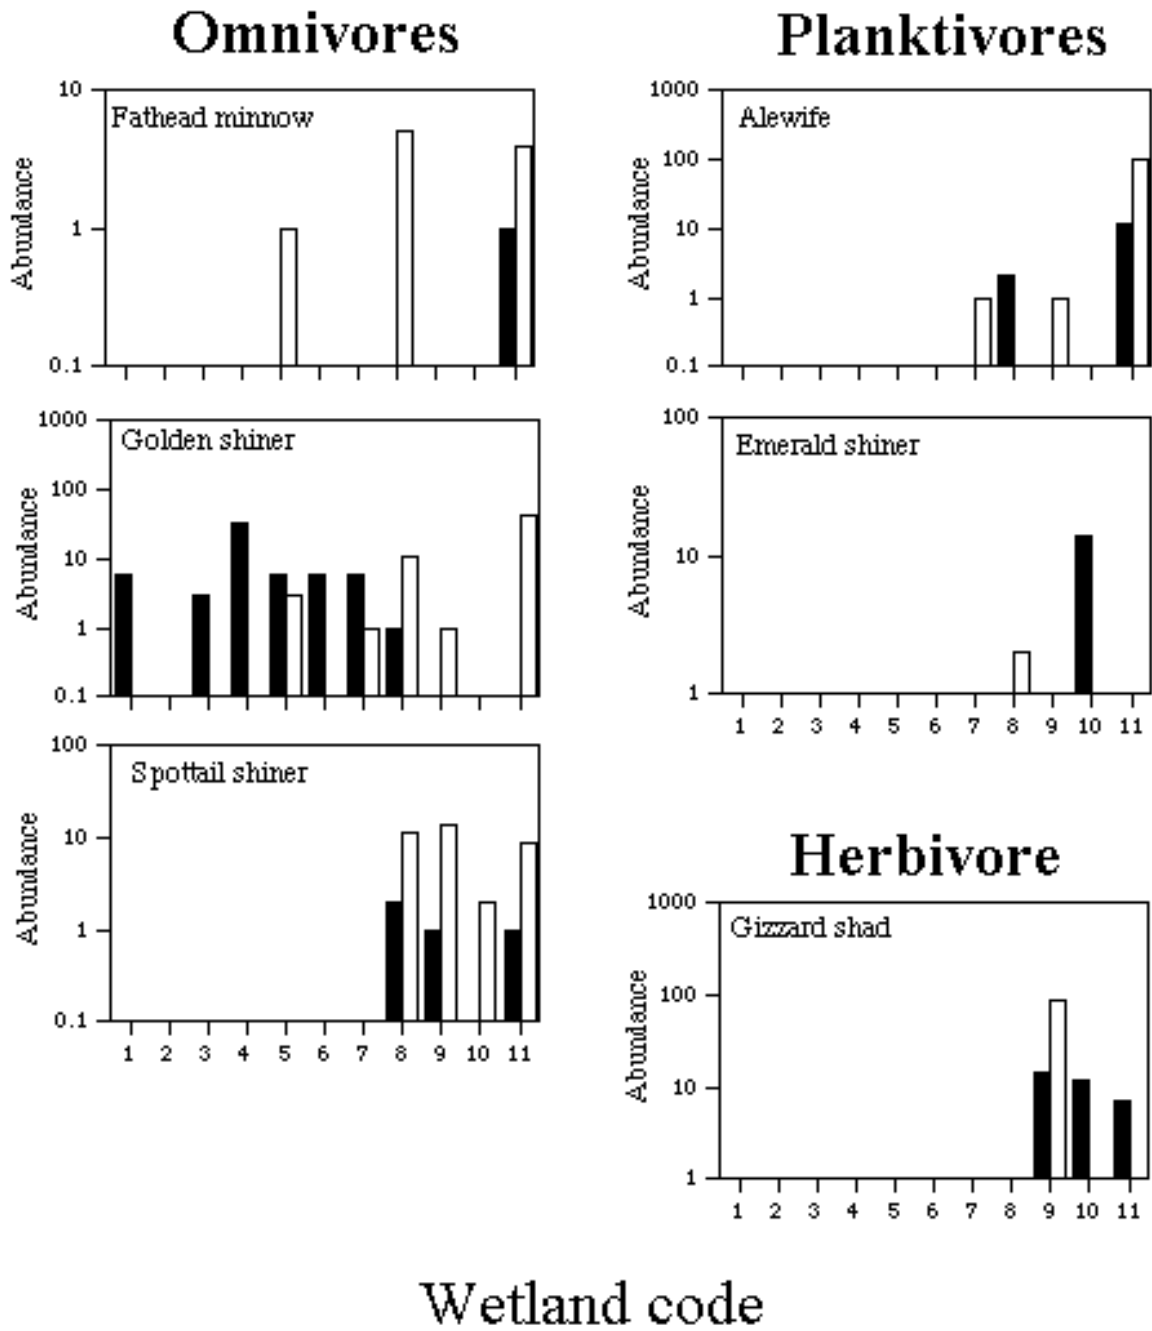 Omnivores
10
Fathead minnow
1
0.1
Abundance
1000
Golden shiner
100
10
1
0.1
Abundance
100
Spottail shiner
10
1
0.1
Abundance
1 2 3 4 5 6 7 8 9 10 11
Planktivores
1000
Alewife
100
10
1
0.1
Abundance
100
Emerald shiner
10
1
Abundance
1 2 3 4 5 6 7 8 9 10 11
Herbivore
1000
Gizzard shad
100
10
1
Abundance
1 2 3 4 5 6 7 8 9 10 11
Wetland code